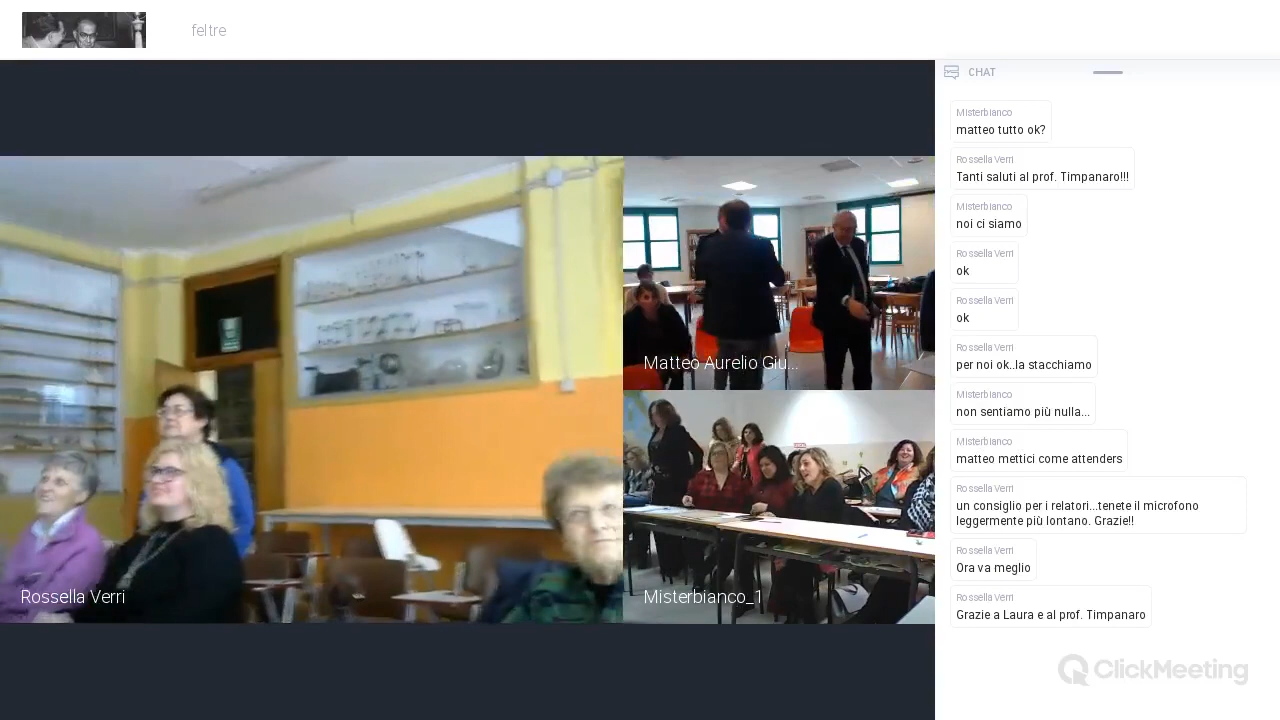 feltre
CHAT
Misterbianco
matteo tutto ok?
Rossella Verri
Tanti saluti al prof. Timpanaro!!!
Misterbianco
noi ci siamo
Rossella Verri
ok
Rossella Verri
ok
Rossella Verri
per noi ok..la stacchiamo
Misterbianco
non sentiamo più nulla...
Misterbianco
matteo mettici come attenders
Rossella Verri
un consiglio per i relatori...tenete il microfono
leggermente più lontano. Grazie!!
Rossella Verri
Ora va meglio
Rossella Verri
Grazie a Laura e al prof. Timpanaro
Matteo Aurelio Giu...
Rossella Verri
Misterbianco_1
ClickMeeting